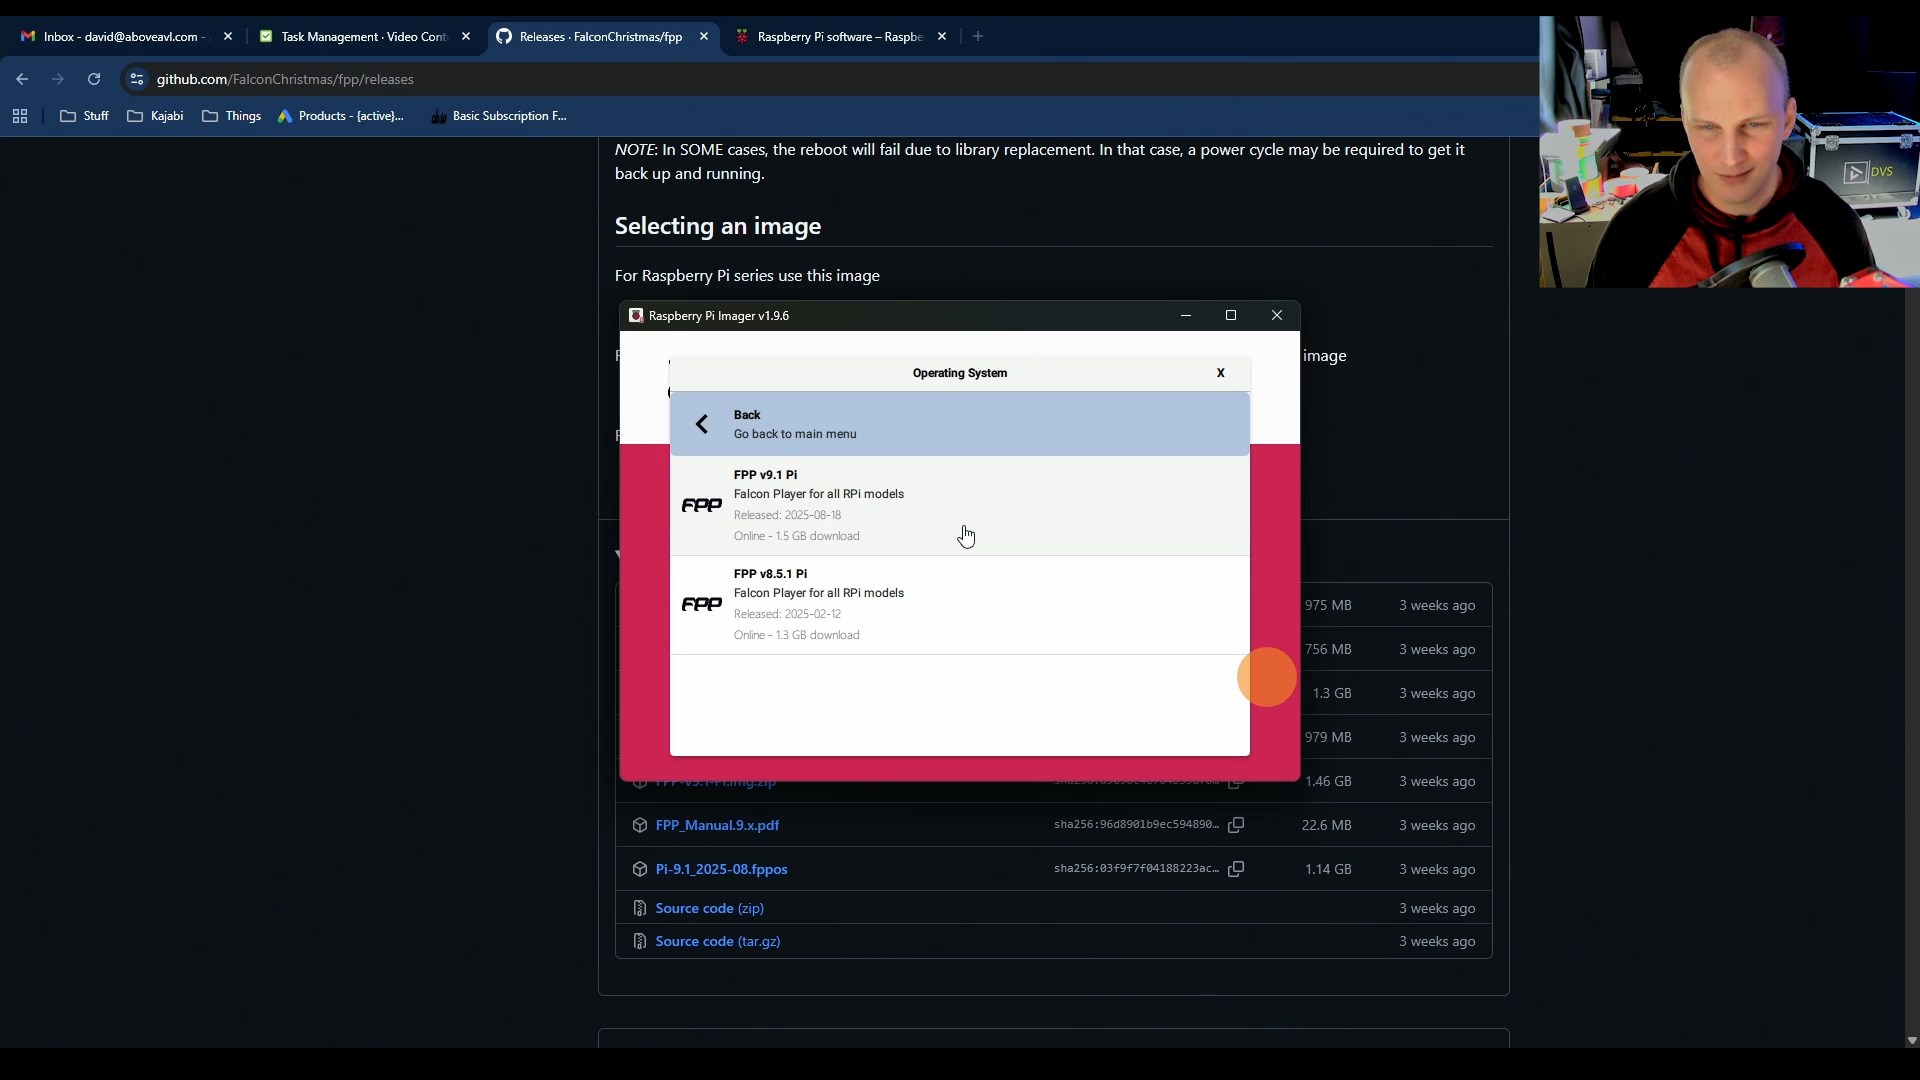 Inbox - david@aboveavl.com -
Task Management · Video Cont
Releases · FalconChristmas/fpp
Raspberry Pi software – Raspbe
github.com/FalconChristmas/fpp/releases
Stuff
Kajabi
Things
Products - {active}...
Basic Subscription F...
NOTE: In SOME cases, the reboot will fail due to library replacement. In that case, a power cycle may be required to get it
back up and running.
DVS
Selecting an image
For Raspberry Pi series use this image
Raspberry Pi Imager v1.9.6
image
Operating System
X
Back
Go back to main menu
FPP v9.1 Pi
FPP
Falcon Player for all RPi models
Released: 2025-08-18
Online - 1.5 GB download
FPP v8.5.1 Pi
FPP
Falcon Player for all RPi models
Released: 2025-02-12
Online - 1.3 GB download
975 MB 3 weeks ago
756 MB 3 weeks ago
1.3 GB 3 weeks ago
979 MB 3 weeks ago
FPP-v9.1-Pi.img.zip 1.46 GB 3 weeks ago
FPP_Manual.9.x.pdf sha256:96d8901b9ec594890... 22.6 MB 3 weeks ago
Pi-9.1_2025-08.fppos sha256:03f9f7f04188223ac... 1.14 GB 3 weeks ago
Source code (zip) 3 weeks ago
Source code (tar.gz) 3 weeks ago